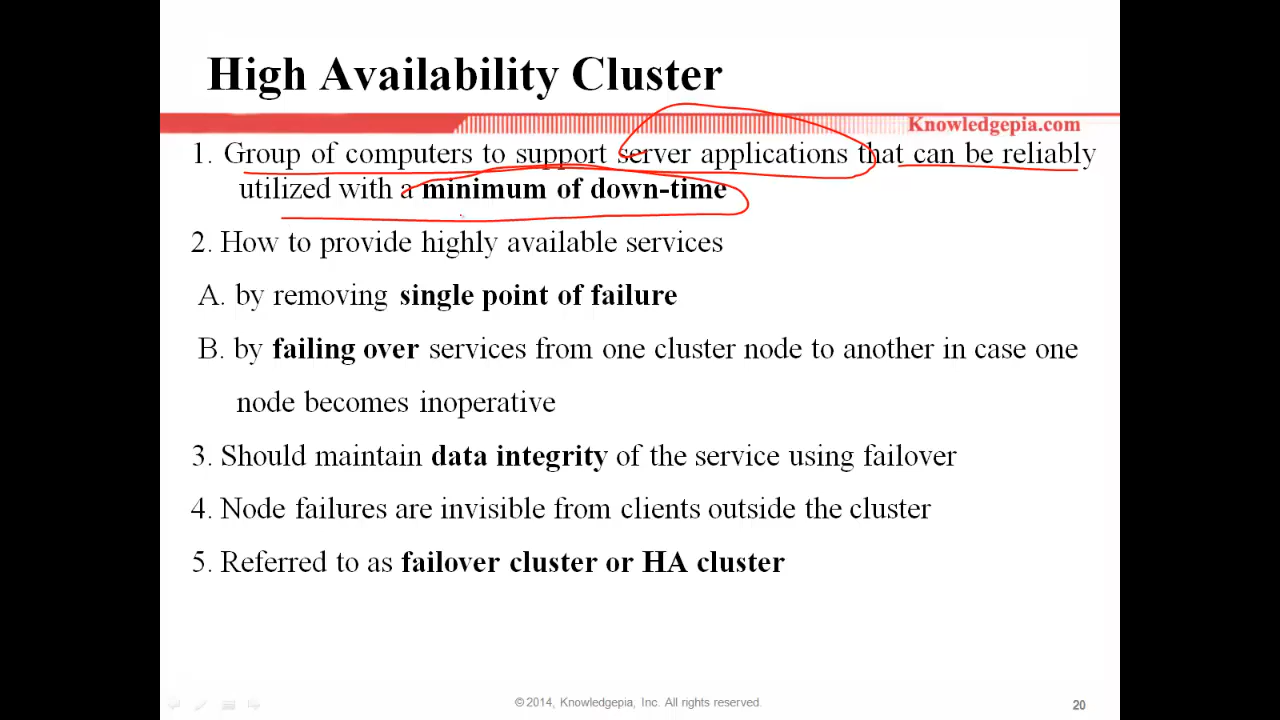 High Availability Cluster
Knowledgepia.com
1. Group of computers to support server applications that can be reliably
utilized with a minimum of down-time
2. How to provide highly available services
A. by removing single point of failure
B. by failing over services from one cluster node to another in case one
node becomes inoperative
3. Should maintain data integrity of the service using failover
4. Node failures are invisible from clients outside the cluster
5. Referred to as failover cluster or HA cluster
© 2014, Knowledgepia, Inc. All rights reserved.
20